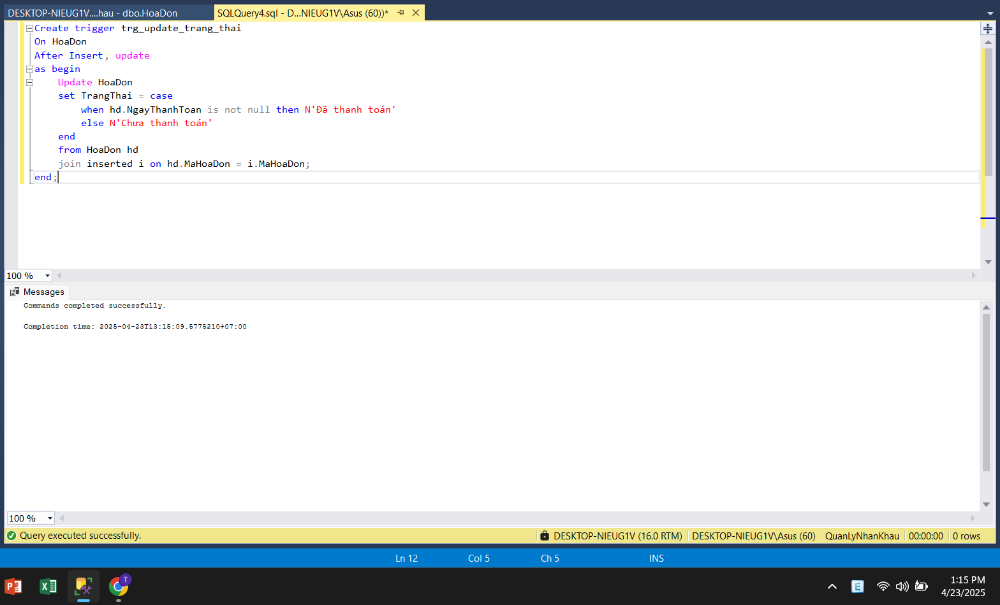 DESKTOP-NIEUG1V....hau - dbo.HoaDon
SQLQuery4.sql - D...NIEUG1V\Asus (60))*
Create trigger trg_update_trang_thai
On HoaDon
After Insert, update
as begin
Update HoaDon
set TrangThai = case
when hd.NgayThanhToan is not null then N'Đã thanh toán'
else N'Chưa thanh toán'
end
from HoaDon hd
join inserted i on hd.MaHoaDon = i.MaHoaDon;
end;
100 %
Messages
Commands completed successfully.
Completion time: 2025-04-23T13:15:09.5775210+07:00
100 %
Query executed successfully.
DESKTOP-NIEUG1V (16.0 RTM)
DESKTOP-NIEUG1V\Asus (60)
QuanLyNhanKhau
00:00:00
0 rows
Ln 12
Col 5
Ch 5
INS
P
X
T
E
1:15 PM
4/23/2025